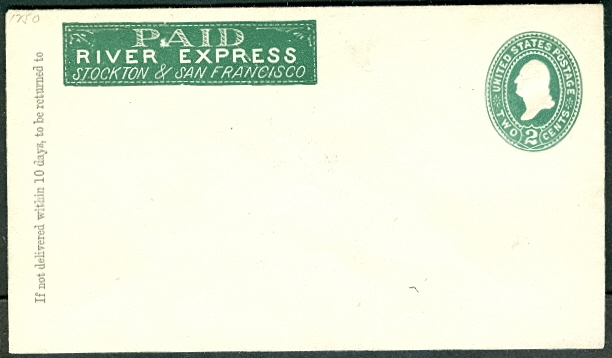 1750
PAID
RIVER EXPRESS
STOCKTON & SAN FRANCISCO
UNITED STATES POSTAGE
TWO 2 CENTS
If not delivered within 10 days, to be returned to